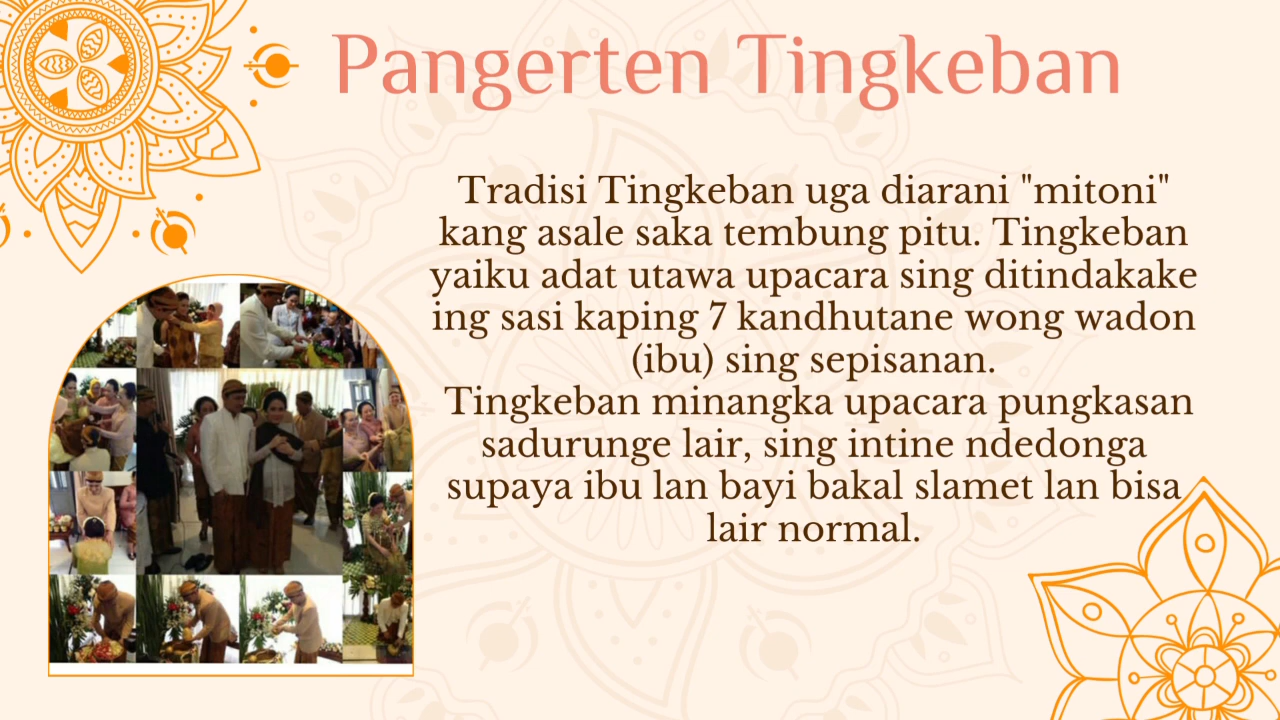 Pangerten Tingkeban
Tradisi Tingkeban uga diarani "mitoni"
kang asale saka tembung pitu. Tingkeban
yaiku adat utawa upacara sing ditindakake
ing sasi kaping 7 kandhutane wong wadon
(ibu) sing sepisanan.
Tingkeban minangka upacara pungkasan
sadurunge lair, sing intine ndedonga
supaya ibu lan bayi bakal slamet lan bisa
lair normal.